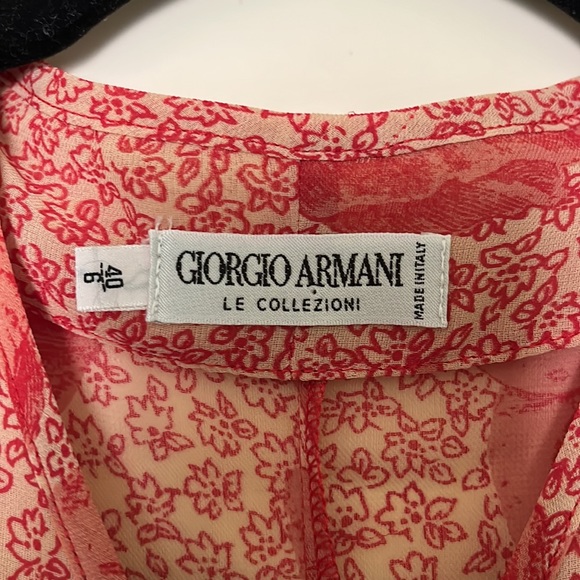 40
6
GIORGIO ARMANI
LE COLLEZIONI
MADE IN ITALY